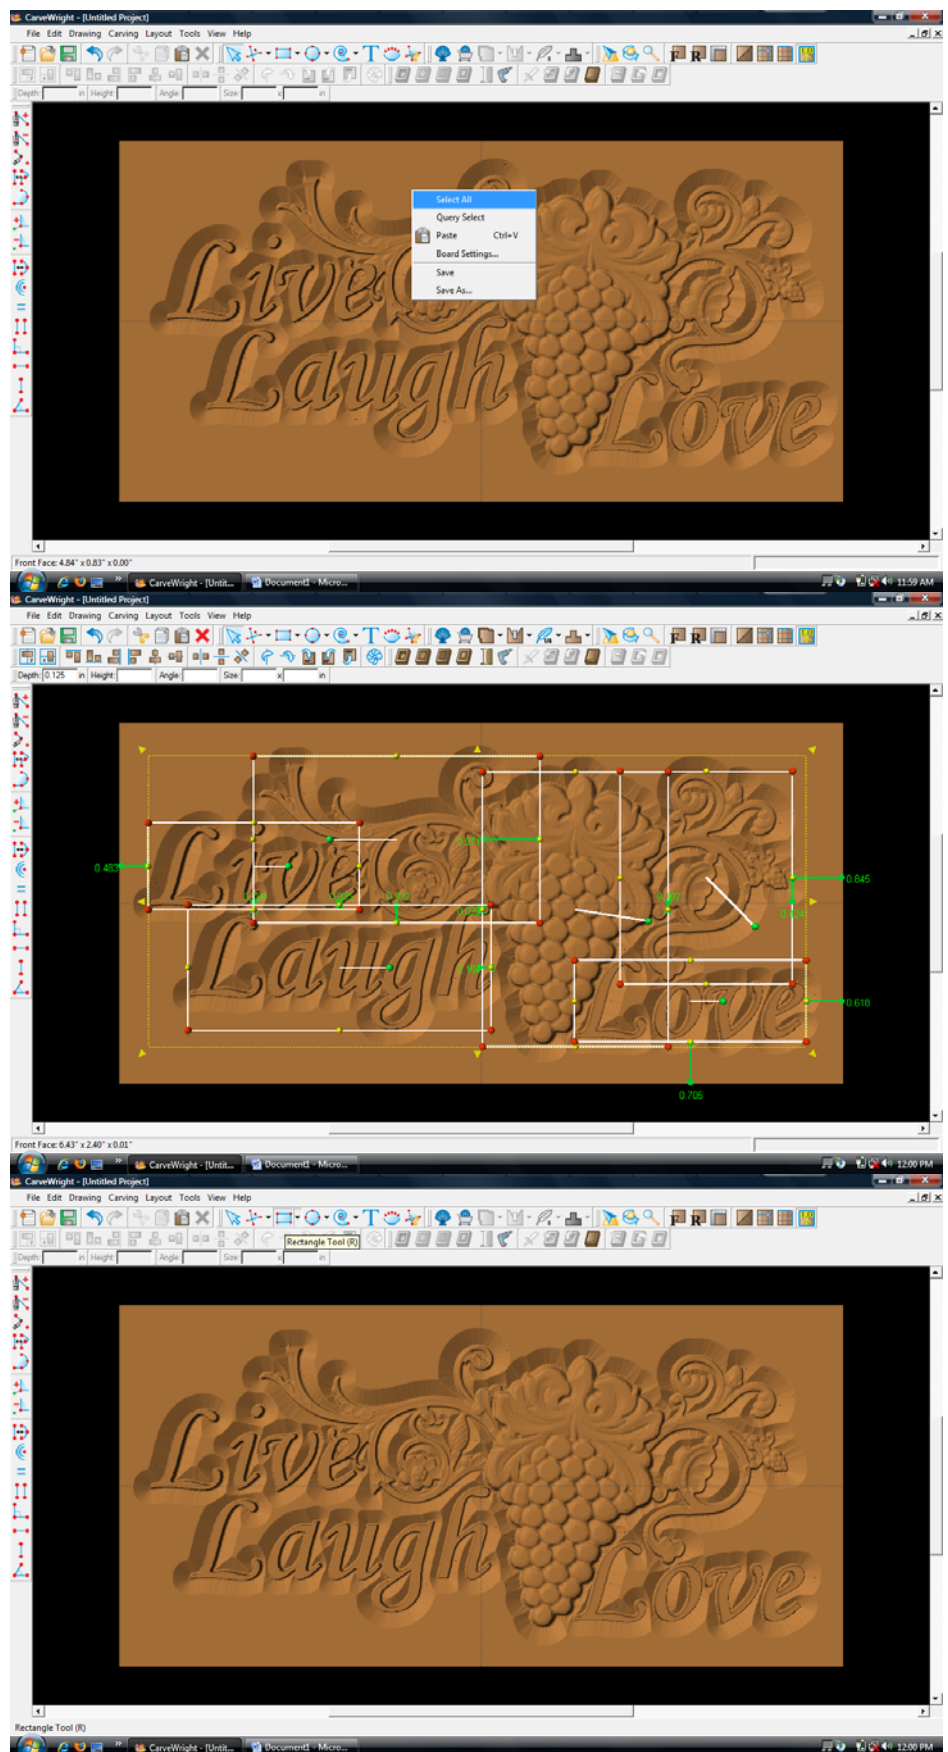 CarveWright - [Untitled Project]
File Edit Drawing Carving Layout Tools View Help
Depth: in Height: Angle: Size: x in
Select All
Query Select
Paste Ctrl+V
Board Settings...
Save
Save As...
Live
Laugh
Love
Front Face: 4.84" x 0.83" x 0.00"
CarveWright - [Untit... Document1 - Micro... 11:59 AM
CarveWright - [Untitled Project]
File Edit Drawing Carving Layout Tools View Help
Depth: 0.125 in Height: Angle: Size: x in
Live
Laugh
Love
0.483
0.845
0.618
0.705
Front Face: 6.43" x 2.40" x 0.01"
CarveWright - [Untit... Document1 - Micro... 12:00 PM
CarveWright - [Untitled Project]
File Edit Drawing Carving Layout Tools View Help
Rectangle Tool (R)
Depth: in Height: Angle: Size: x in
Live
Laugh
Love
Rectangle Tool (R)
CarveWright - [Untit... Document1 - Micro... 12:00 PM